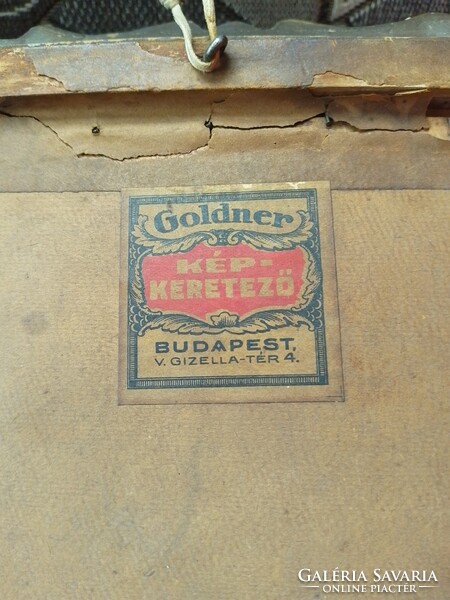 Goldner
KÉP-
KERETEZŐ
BUDAPEST,
V. GIZELLA-TÉR 4.
GALÉRIA SAVARIA
ONLINE PIACTÉR